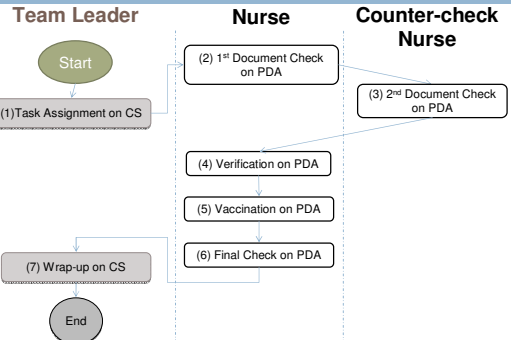 Team Leader
Nurse
Counter-check
Nurse
Start
(1)Task Assignment on CS
(2) 1st Document Check
on PDA
(3) 2nd Document Check
on PDA
(4) Verification on PDA
(5) Vaccination on PDA
(6) Final Check on PDA
(7) Wrap-up on CS
End